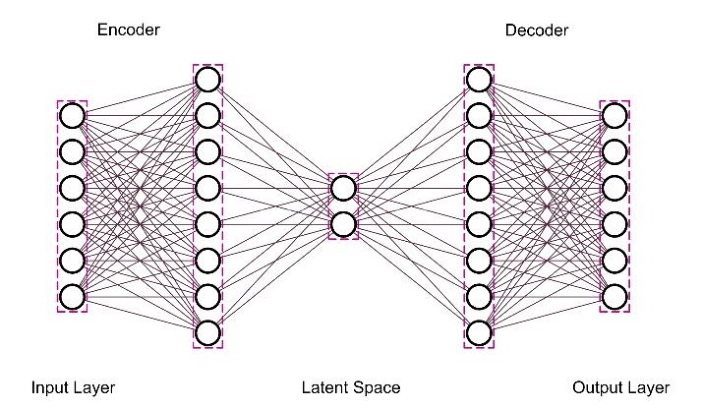 Encoder
Decoder
Input Layer
Latent Space
Output Layer